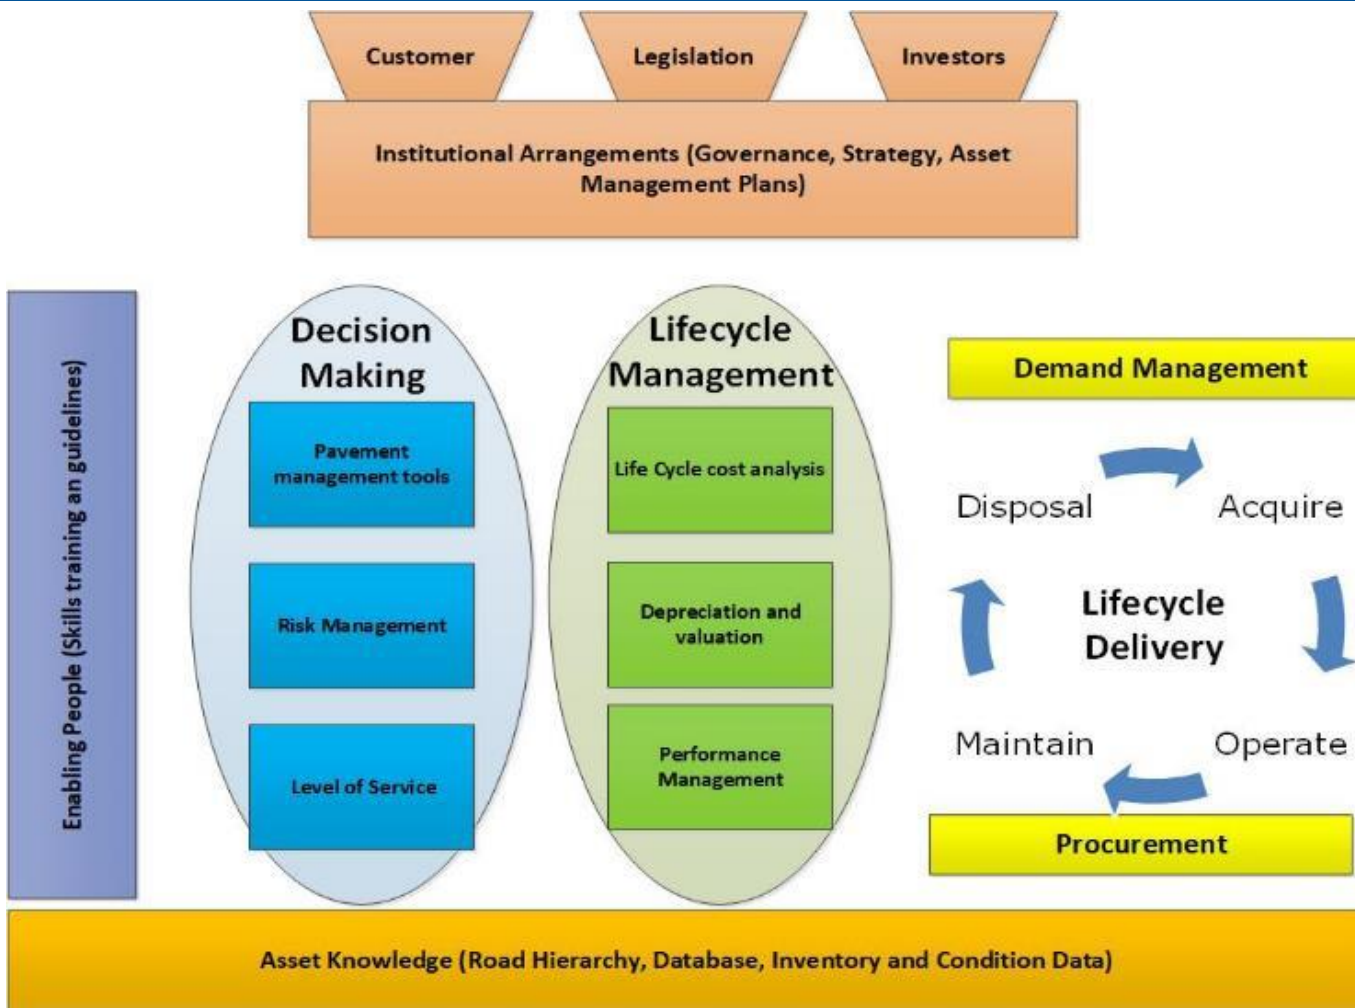 Customer
Legislation
Investors
Institutional Arrangements (Governance, Strategy, Asset
Management Plans)
Enabling People (Skills training an guidelines)
Decision
Making
Pavement
management tools
Risk Management
Level of Service
Lifecycle
Management
Life Cycle cost analysis
Depreciation and
valuation
Performance
Management
Demand Management
Disposal
Acquire
Lifecycle
Delivery
Maintain
Operate
Procurement
Asset Knowledge (Road Hierarchy, Database, Inventory and Condition Data)